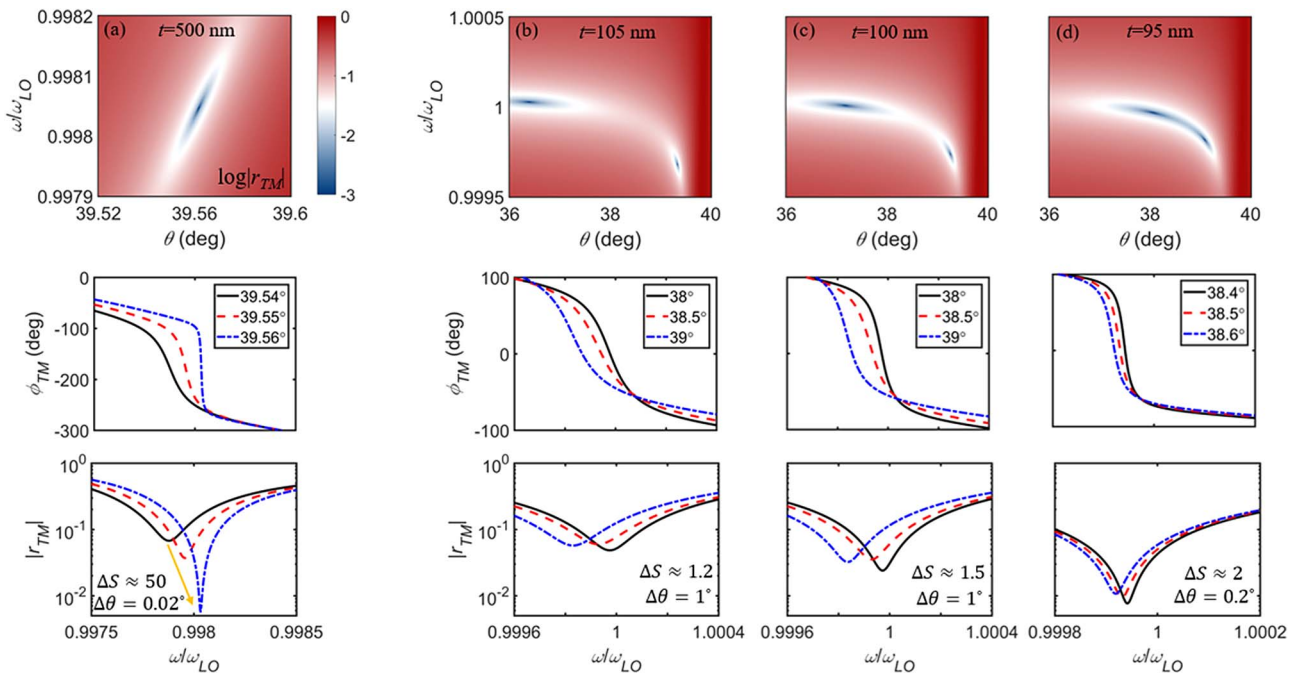 (a) t=500 nm
0.9982
0.9981
0.998
0.9979
ω/ω_LO
log|r_TM|
39.52 39.56 39.6
θ (deg)
0
-1
-2
-3
(b) t=105 nm
1.0005
1
0.9995
ω/ω_LO
36 38 40
θ (deg)
(c) t=100 nm
36 38 40
θ (deg)
(d) t=95 nm
36 38 40
θ (deg)
0
-100
-200
-300
ϕ_TM (deg)
39.54°
39.55°
39.56°
100
0
-100
ϕ_TM (deg)
38°
38.5°
39°
38°
38.5°
39°
38.4°
38.5°
38.6°
10^0
10^-1
10^-2
|r_TM|
ΔS ≈ 50
Δθ = 0.02°
0.9975 0.998 0.9985
ω/ω_LO
10^0
10^-1
10^-2
|r_TM|
ΔS ≈ 1.2
Δθ = 1°
0.9996 1 1.0004
ω/ω_LO
10^0
10^-1
10^-2
|r_TM|
ΔS ≈ 1.5
Δθ = 1°
0.9996 1 1.0004
ω/ω_LO
10^0
10^-1
10^-2
|r_TM|
ΔS ≈ 2
Δθ = 0.2°
0.9998 1 1.0002
ω/ω_LO